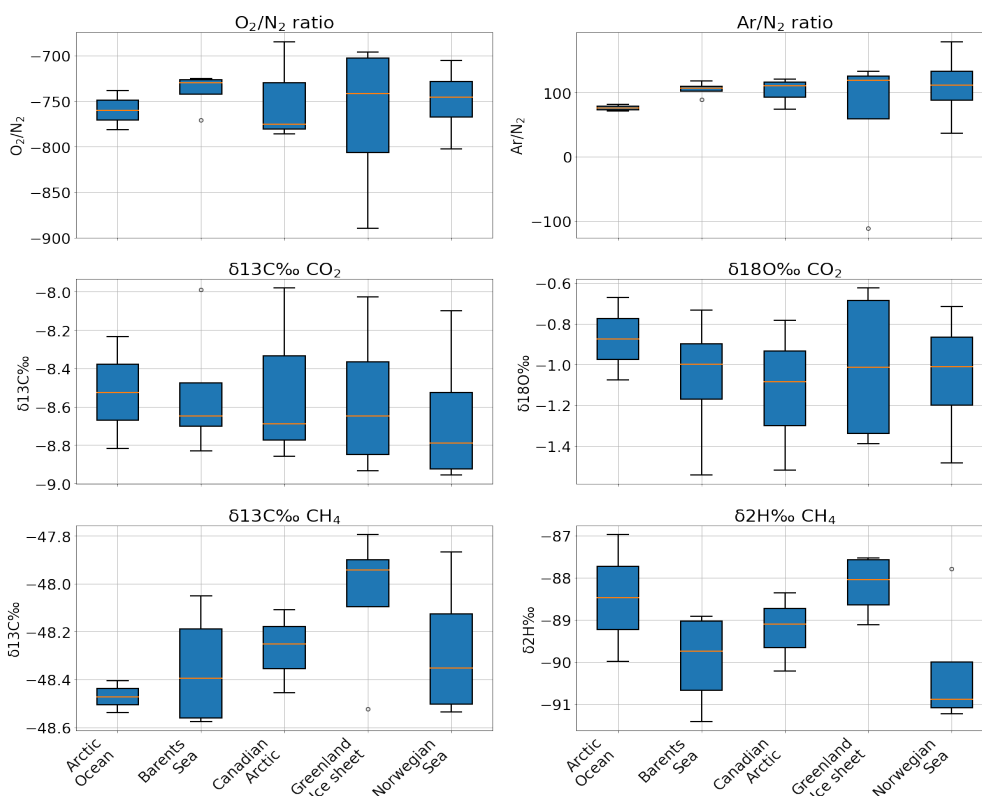 O₂/N₂ ratio
O₂/N₂
−700
−750
−800
−850
−900
Ar/N₂ ratio
Ar/N₂
100
0
−100
δ13C‰ CO₂
δ13C‰
−8.0
−8.2
−8.4
−8.6
−8.8
−9.0
δ18O‰ CO₂
δ18O‰
−0.6
−0.8
−1.0
−1.2
−1.4
δ13C‰ CH₄
δ13C‰
−47.8
−48.0
−48.2
−48.4
−48.6
Arctic
Ocean
Barents
Sea
Canadian
Arctic
Greenland
Ice sheet
Norwegian
Sea
δ2H‰ CH₄
δ2H‰
−87
−88
−89
−90
−91
Arctic
Ocean
Barents
Sea
Canadian
Arctic
Greenland
Ice sheet
Norwegian
Sea